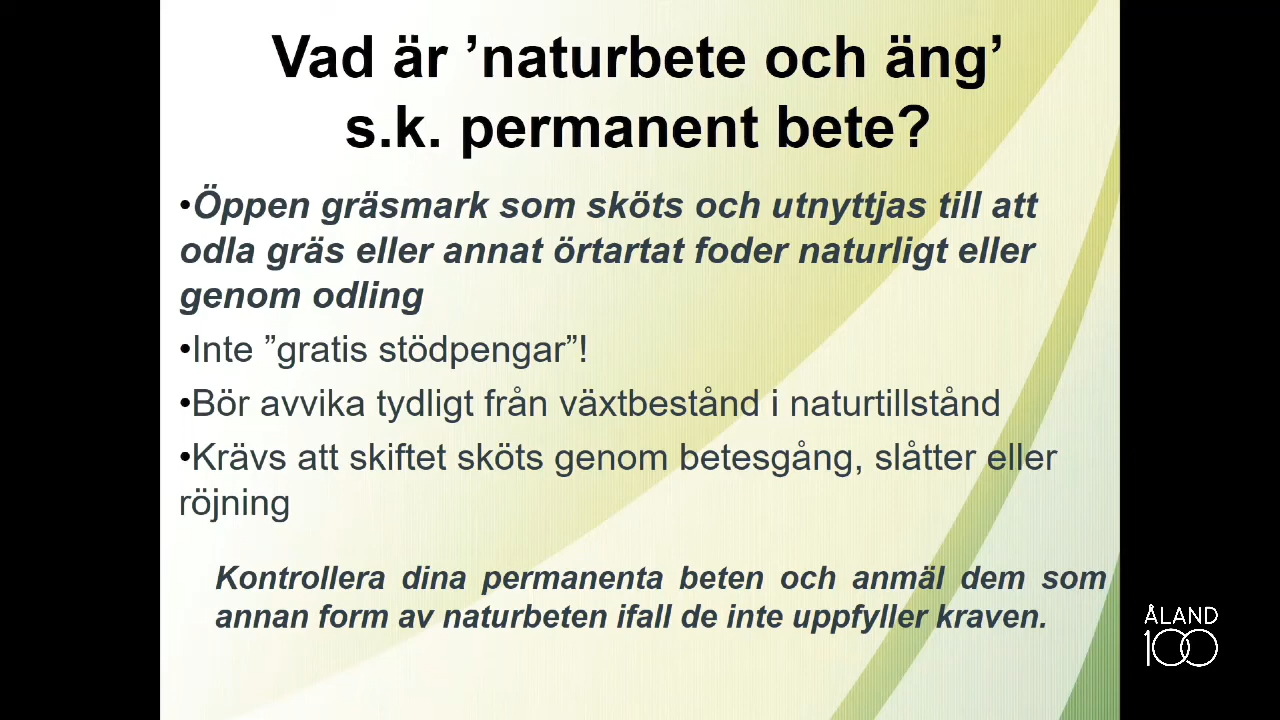 Vad är ’naturbete och äng’
s.k. permanent bete?
•Öppen gräsmark som sköts och utnyttjas till att
odla gräs eller annat örtartat foder naturligt eller
genom odling
•Inte ”gratis stödpengar”!
•Bör avvika tydligt från växtbestånd i naturtillstånd
•Krävs att skiftet sköts genom betesgång, slåtter eller
röjning
Kontrollera dina permanenta beten och anmäl dem som
annan form av naturbeten ifall de inte uppfyller kraven.
ÅLAND
100